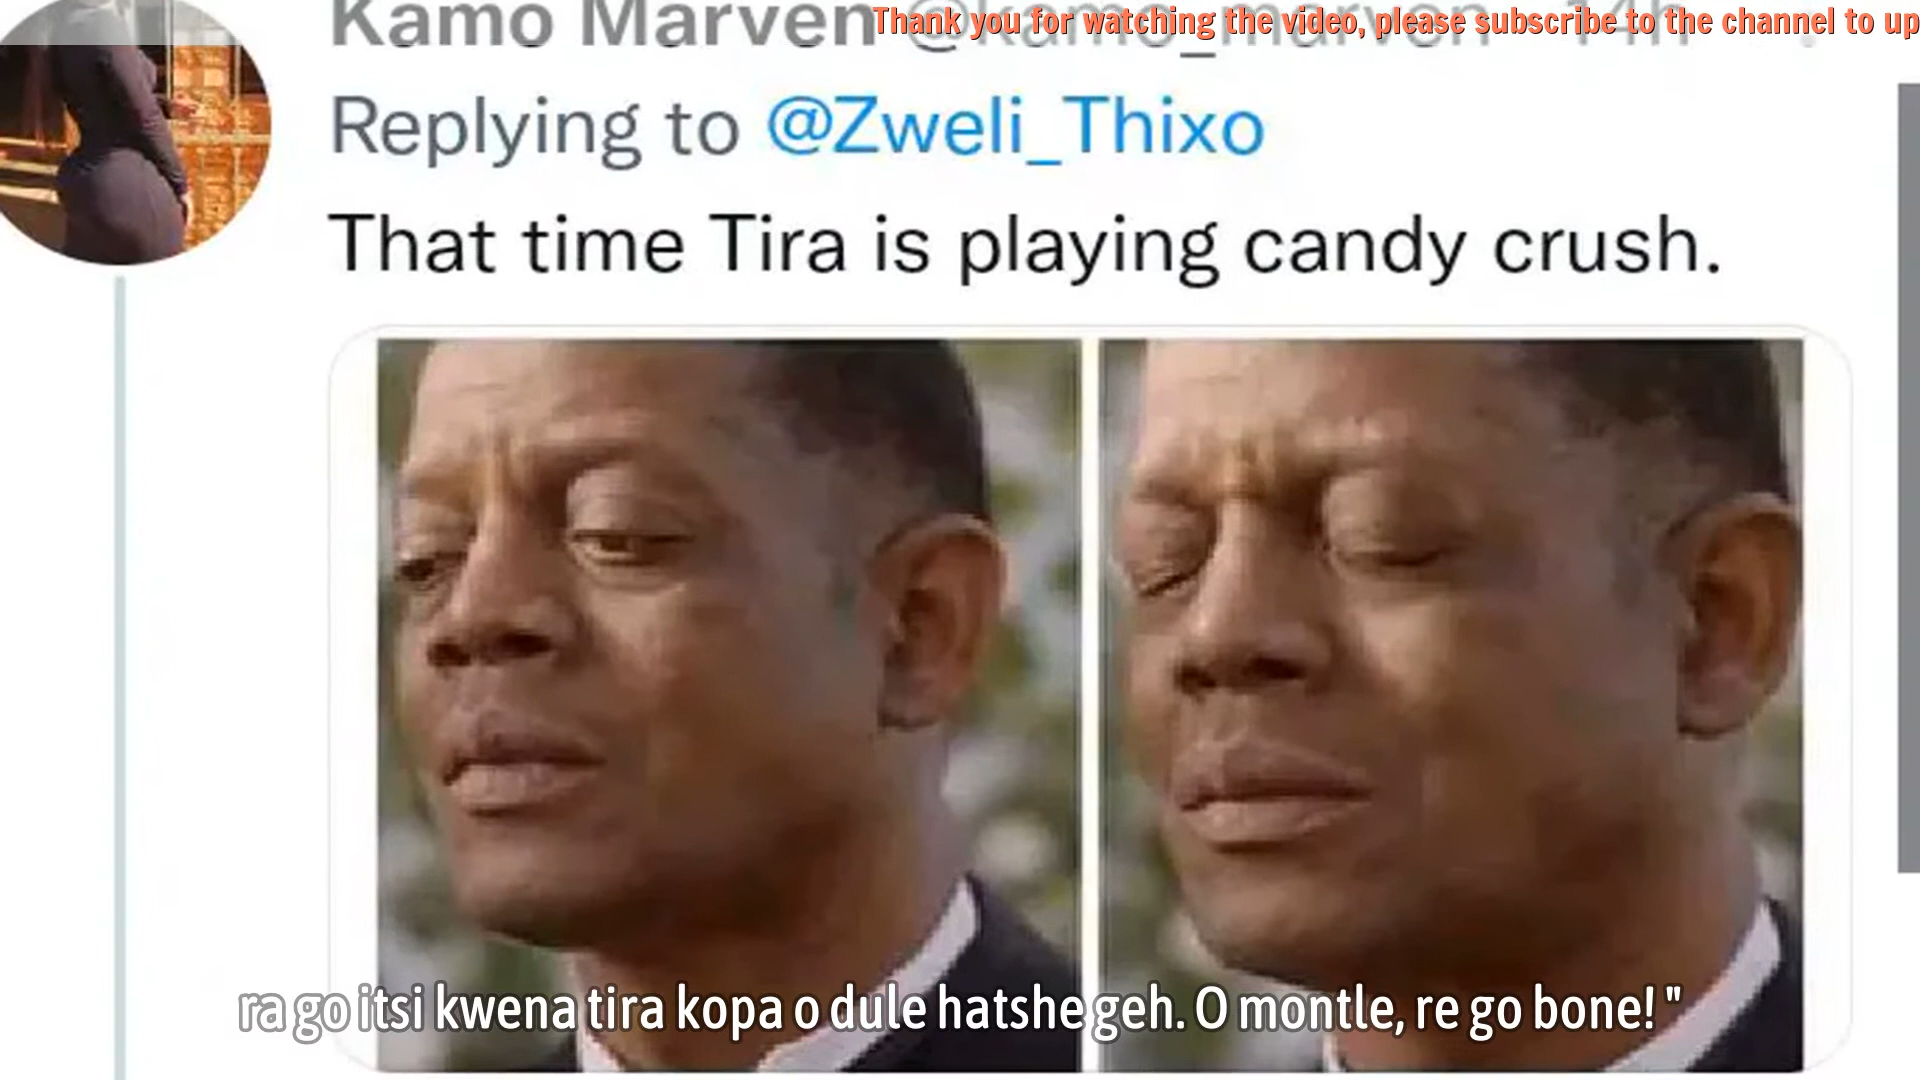 Thank you for watching the video, please subscribe to the channel to up
Kamo Marven @kamo_marven · 14h
Replying to @Zweli_Thixo
That time Tira is playing candy crush.
ra go itsi kwena tira kopa o dule hatshe geh. O montle, re go bone! "